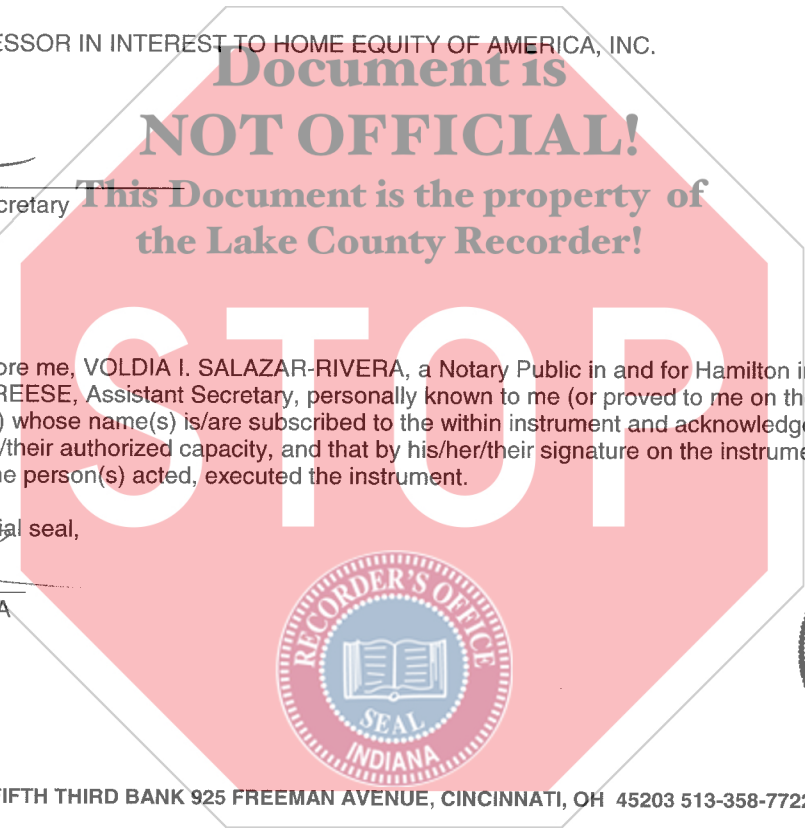 ESSOR IN INTEREST TO HOME EQUITY OF AMERICA, INC.
Document is
NOT OFFICIAL!
This Document is the property of
the Lake County Recorder!
cretary
STOP
ore me, VOLDIA I. SALAZAR-RIVERA, a Notary Public in and for Hamilton in
REESE, Assistant Secretary, personally known to me (or proved to me on th
) whose name(s) is/are subscribed to the within instrument and acknowledge
/their authorized capacity, and that by his/her/their signature on the instrume
e person(s) acted, executed the instrument.
ial seal,
A
RECORDER'S OFFICE
SEAL
INDIANA
FIFTH THIRD BANK 925 FREEMAN AVENUE, CINCINNATI, OH 45203 513-358-7722